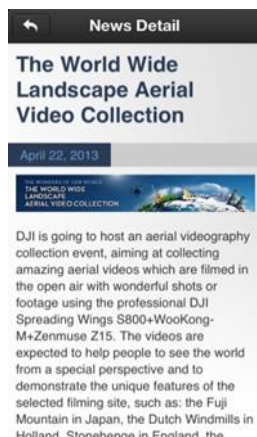 News Detail
The World Wide
Landscape Aerial
Video Collection
April 22, 2013
THE WONDERS OF OUR WORLD
THE WORLD WIDE
LANDSCAPE
AERIAL VIDEO COLLECTION
DJI is going to host an aerial videography
collection event, aiming at collecting
amazing aerial videos which are filmed in
the open air with wonderful shots or
footage using the professional DJI
Spreading Wings S800+WooKong-
M+Zenmuse Z15. The videos are
expected to help people to see the world
from a special perspective and to
demonstrate the unique features of the
selected filming site, such as: the Fuji
Mountain in Japan, the Dutch Windmills in
Holland, Stonehenge in England, the